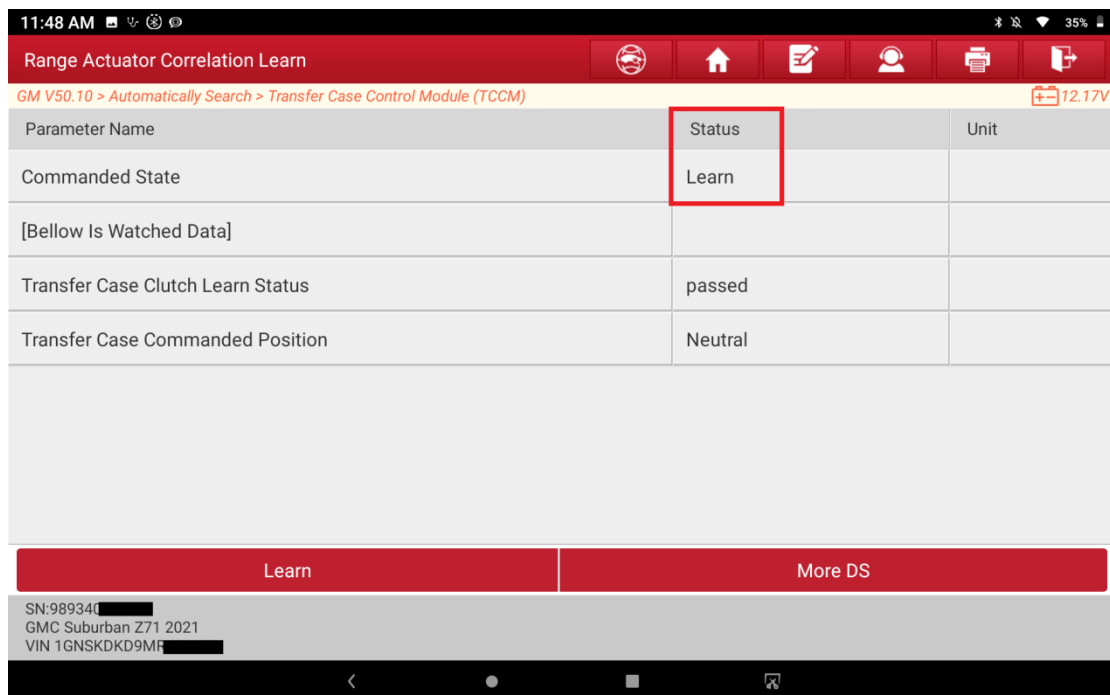 11:48 AM 35%
Range Actuator Correlation Learn
GM V50.10 > Automatically Search > Transfer Case Control Module (TCCM) 12.17V
Parameter Name Status Unit
Commanded State Learn
[Bellow Is Watched Data]
Transfer Case Clutch Learn Status passed
Transfer Case Commanded Position Neutral
Learn More DS
SN:989340
GMC Suburban Z71 2021
VIN 1GNSKDKD9MR